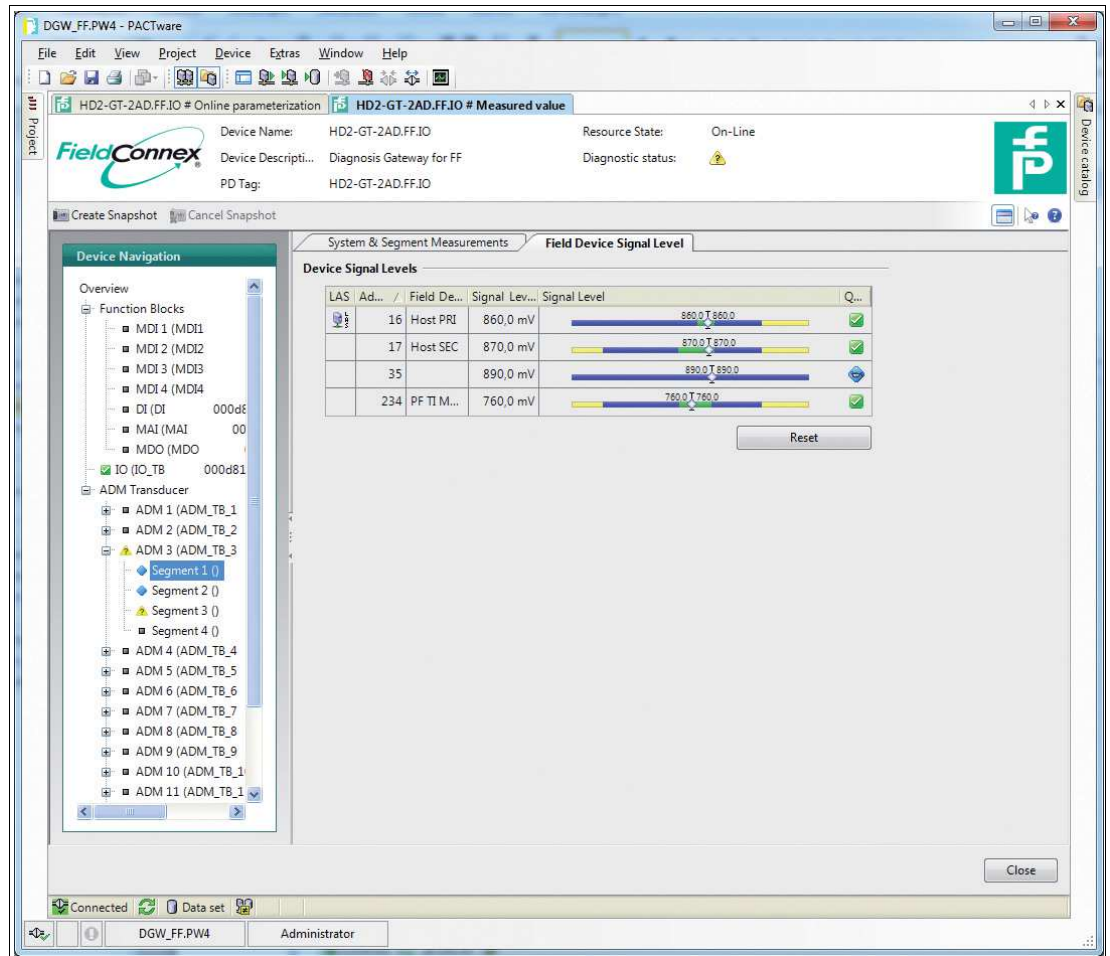 DGW_FF.PW4 - PACTware
File Edit View Project Device Extras Window Help
HD2-GT-2AD.FF.IO # Online parameterization HD2-GT-2AD.FF.IO # Measured value
Project
Device catalog
Device Name: HD2-GT-2AD.FF.IO Resource State: On-Line
FieldConnex®
Device Descripti... Diagnosis Gateway for FF Diagnostic status:
PD Tag: HD2-GT-2AD.FF.IO
Create Snapshot Cancel Snapshot
Device Navigation
Overview
Function Blocks
MDI 1 (MDI1
MDI 2 (MDI2
MDI 3 (MDI3
MDI 4 (MDI4
DI (DI 000d8
MAI (MAI 00
MDO (MDO
IO (IO_TB 000d81
ADM Transducer
ADM 1 (ADM_TB_1
ADM 2 (ADM_TB_2
ADM 3 (ADM_TB_3
Segment 1 ()
Segment 2 ()
Segment 3 ()
Segment 4 ()
ADM 4 (ADM_TB_4
ADM 5 (ADM_TB_5
ADM 6 (ADM_TB_6
ADM 7 (ADM_TB_7
ADM 8 (ADM_TB_8
ADM 9 (ADM_TB_9
ADM 10 (ADM_TB_1
ADM 11 (ADM_TB_1
System & Segment Measurements Field Device Signal Level
Device Signal Levels
LAS Ad... / Field De... Signal Lev... Signal Level Q...
16 Host PRI 860,0 mV 860.0 860.0
17 Host SEC 870,0 mV 870.0 870.0
35 890,0 mV 890.0 890.0
234 PF TI M... 760,0 mV 760.0 760.0
Reset
Close
Connected Data set
DGW_FF.PW4 Administrator